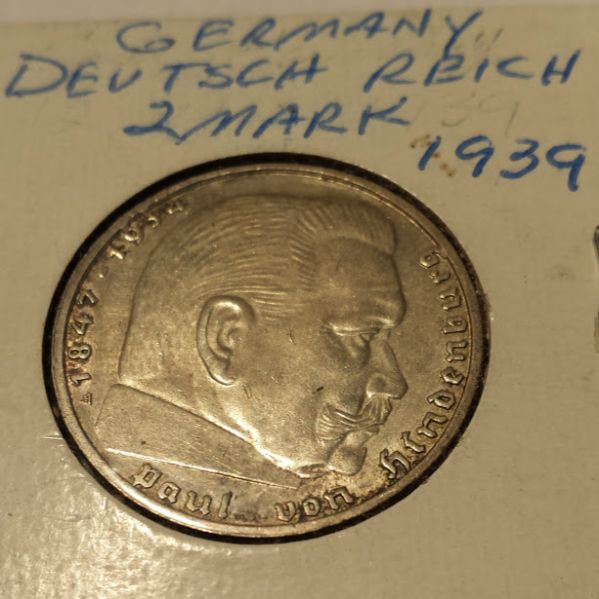 GERMANY
DEUTSCH REICH
2 MARK
1939
1847 - 1934
Paul von Hindenburg